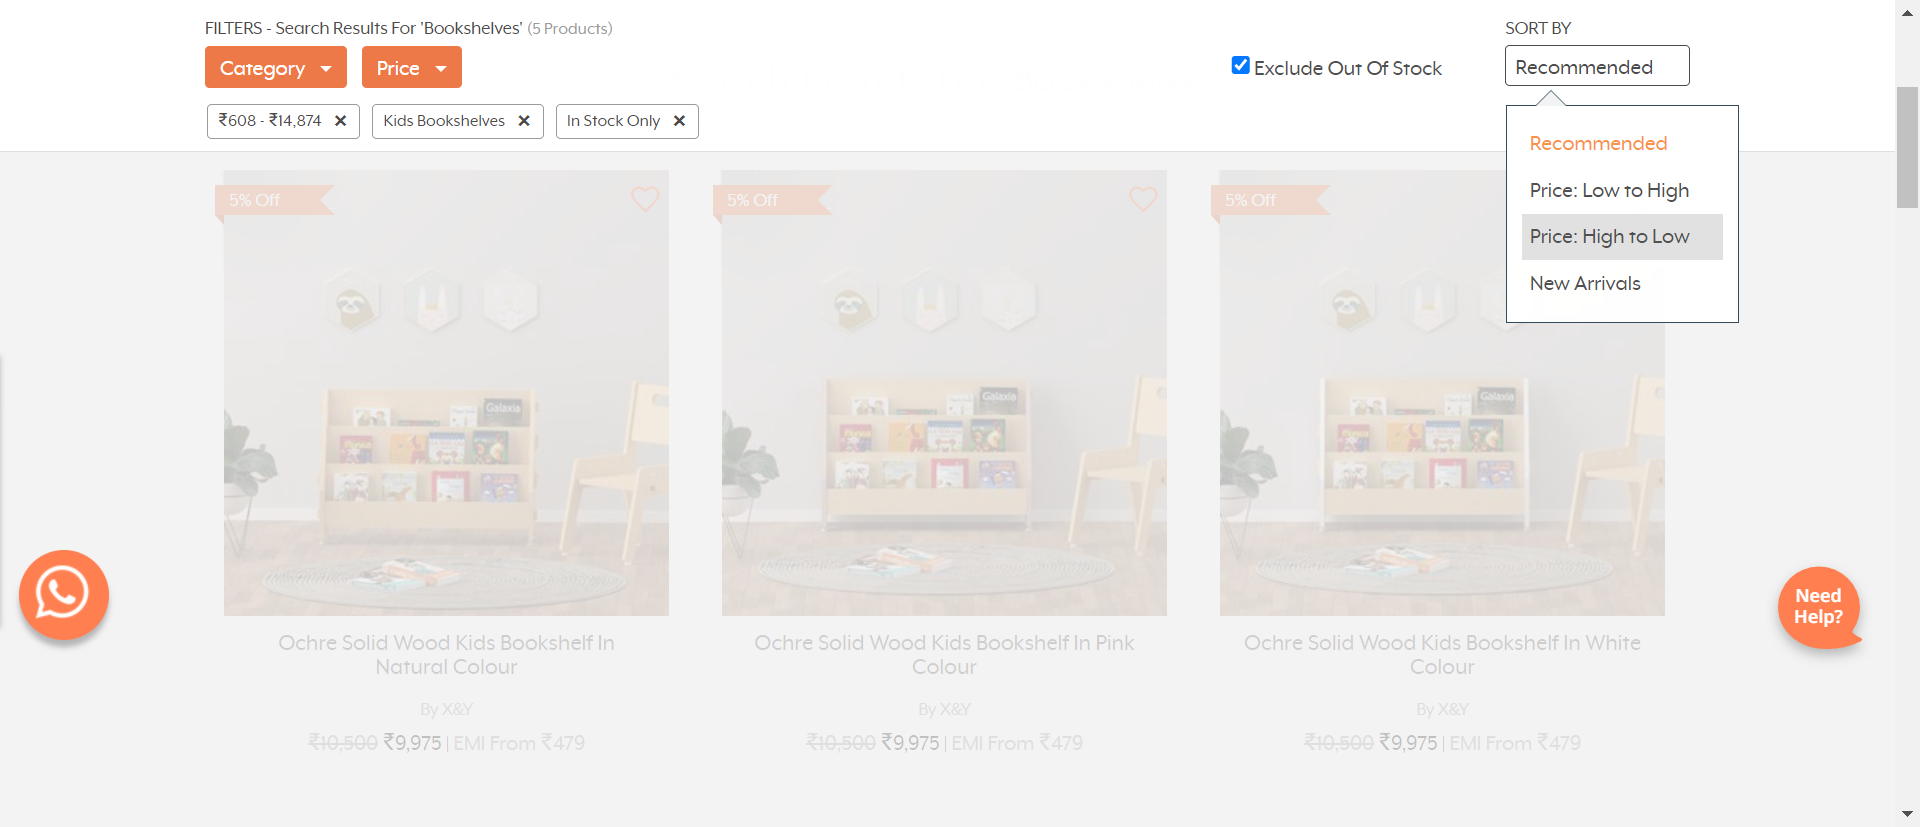 FILTERS - Search Results For 'Bookshelves' (5 Products)
SORT BY
Category
Price
Exclude Out Of Stock
Recommended
₹608 - ₹14,874 ✕
Kids Bookshelves ✕
In Stock Only ✕
Recommended
Price: Low to High
Price: High to Low
New Arrivals
5% Off
5% Off
5% Off
Galaxia
Galaxia
Galaxia
Ochre Solid Wood Kids Bookshelf In
Natural Colour
By X&Y
₹10,500 ₹9,975 | EMI From ₹479
Ochre Solid Wood Kids Bookshelf In Pink
Colour
By X&Y
₹10,500 ₹9,975 | EMI From ₹479
Ochre Solid Wood Kids Bookshelf In White
Colour
By X&Y
₹10,500 ₹9,975 | EMI From ₹479
Need
Help?